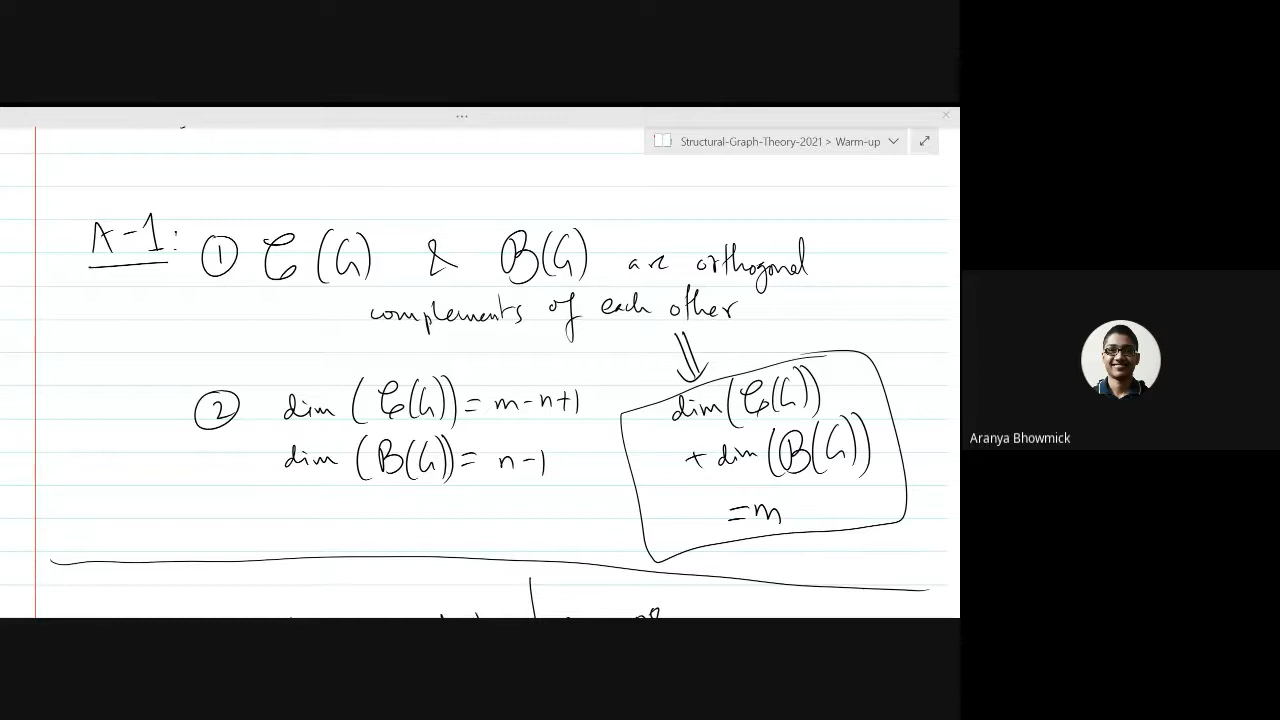 Structural-Graph-Theory-2021 > Warm-up
A-1: ① 𝒞(G) & ℬ(G) are orthogonal
complements of each other
⇓
② dim (𝒞(G)) = m-n+1
dim (ℬ(G)) = n-1
dim(𝒞(G))
+ dim(ℬ(G))
= m
Aranya Bhowmick